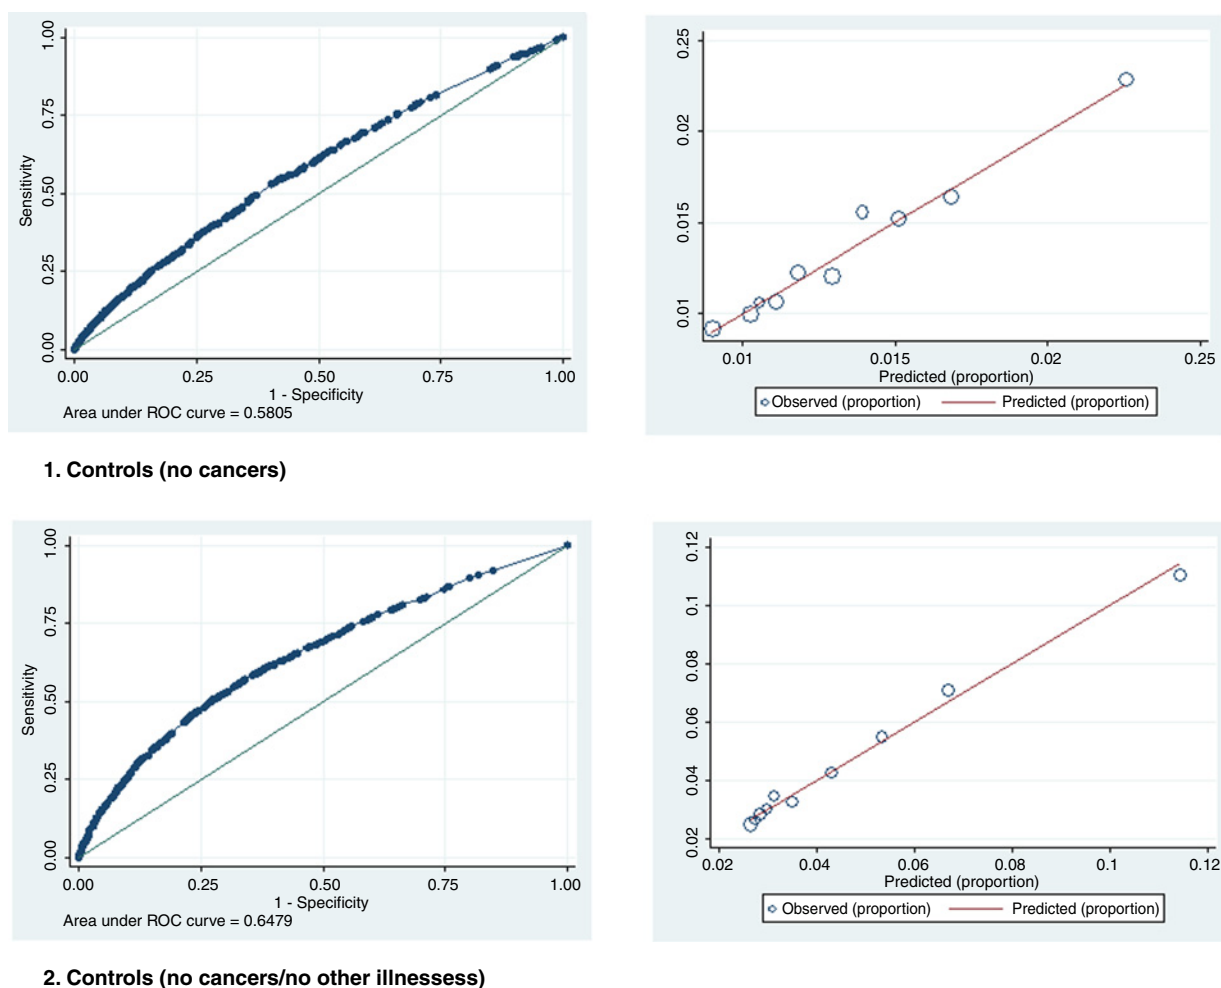 1.00
0.75
0.50
0.25
0.00
Sensitivity
0.00 0.25 0.50 0.75 1.00
1 - Specificity
Area under ROC curve = 0.5805
0.25
0.02
0.015
0.01
0.01 0.015 0.02 0.25
Predicted (proportion)
Observed (proportion) Predicted (proportion)
1. Controls (no cancers)
1.00
0.75
0.50
0.25
0.00
Sensitivity
0.00 0.25 0.50 0.75 1.00
1 - Specificity
Area under ROC curve = 0.6479
0.12
0.1
0.08
0.06
0.04
0.02
0.02 0.04 0.06 0.08 0.1 0.12
Predicted (proportion)
Observed (proportion) Predicted (proportion)
2. Controls (no cancers/no other illnessess)